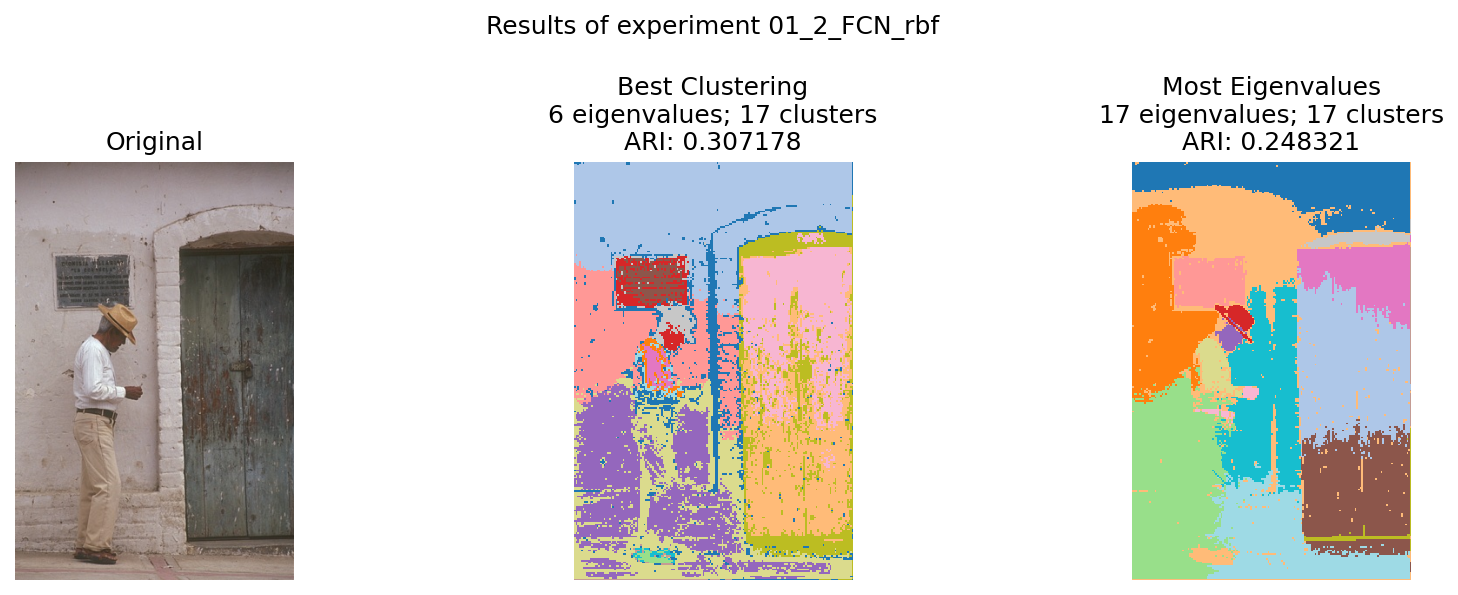 Results of experiment 01_2_FCN_rbf
Original
Best Clustering
6 eigenvalues; 17 clusters
ARI: 0.307178
Most Eigenvalues
17 eigenvalues; 17 clusters
ARI: 0.248321